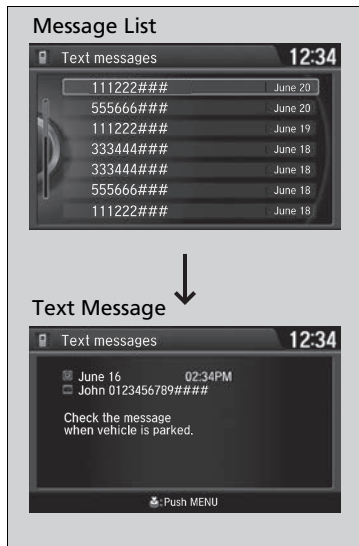 Message List
Text messages 12:34
111222### June 20
555666### June 20
111222### June 19
333444### June 18
333444### June 18
555666### June 18
111222### June 18
Text Message
Text messages 12:34
June 16 02:34PM
John 0123456789####
Check the message
when vehicle is parked.
:Push MENU